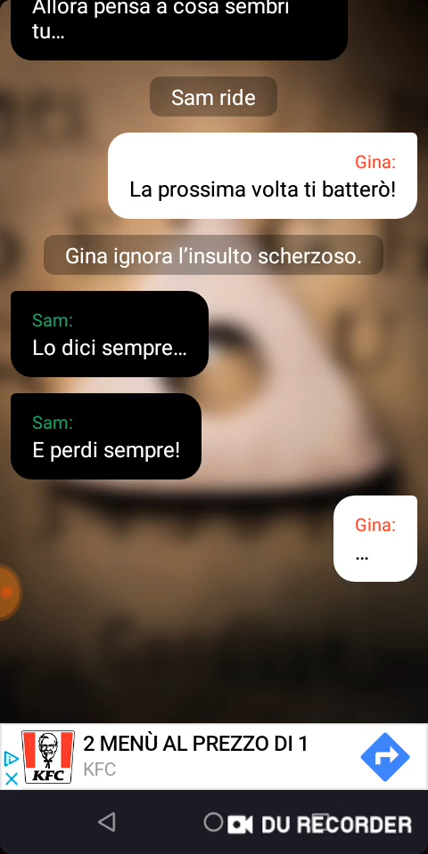 Allora pensa a cosa sembri
tu...
Sam ride
Gina:
La prossima volta ti batterò!
Gina ignora l'insulto scherzoso.
Sam:
Lo dici sempre...
Sam:
E perdi sempre!
Gina:
...
2 MENÙ AL PREZZO DI 1
KFC
KFC
DU RECORDER